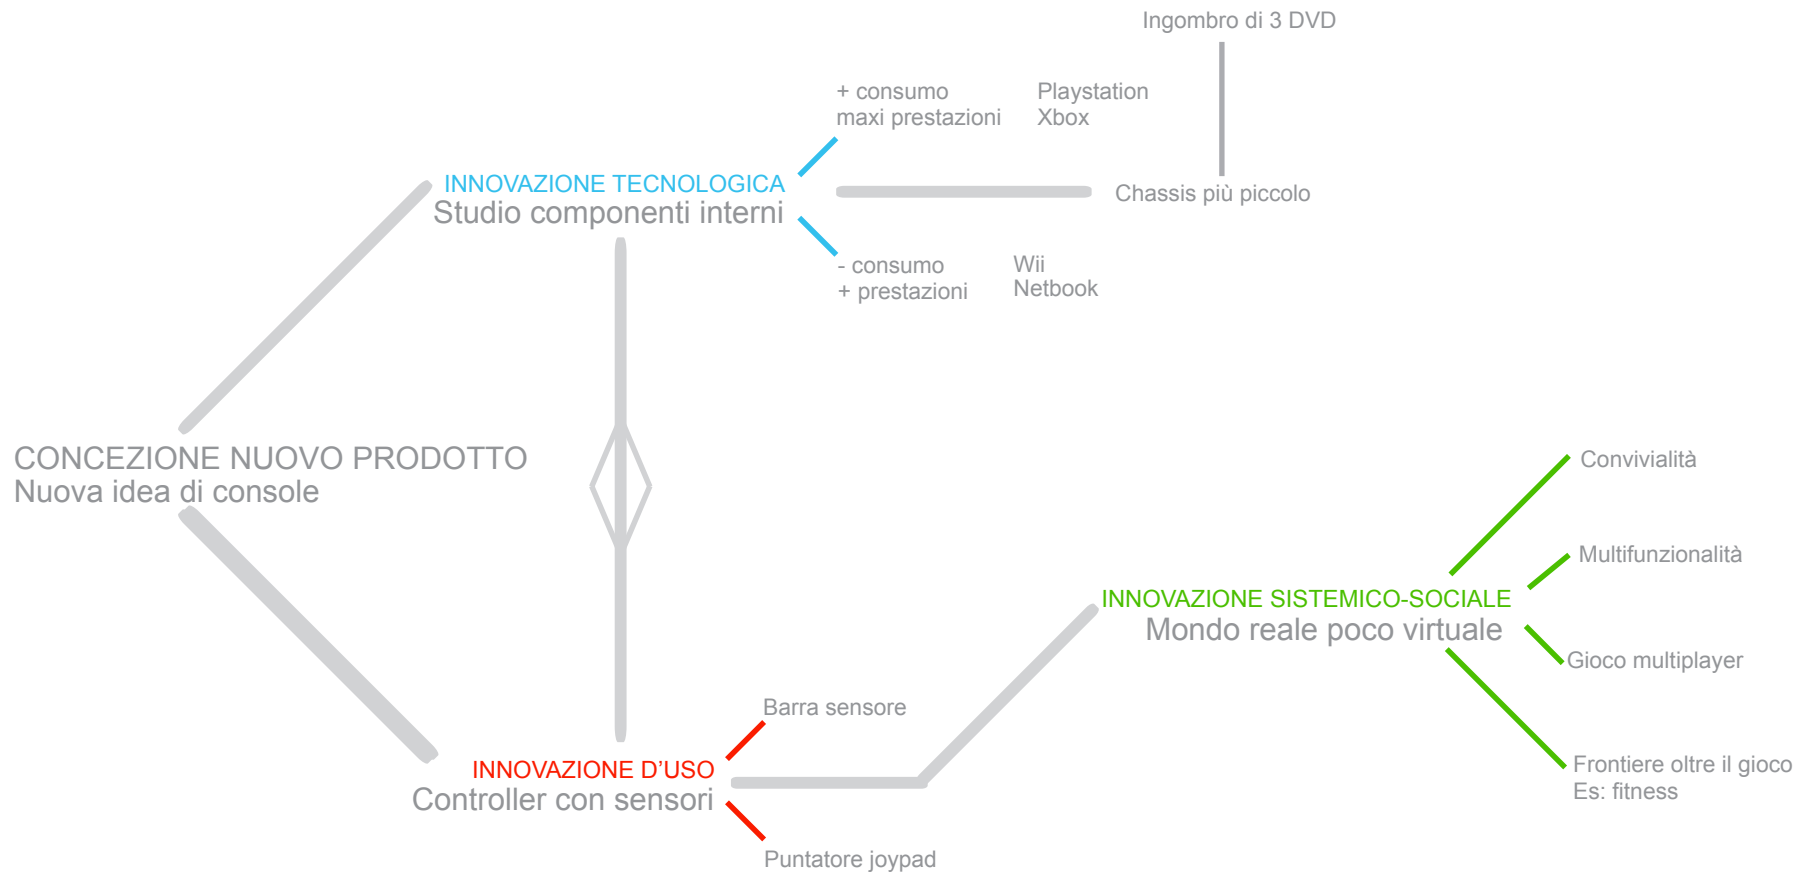 Ingombro di 3 DVD
+ consumo
maxi prestazioni
Playstation
Xbox
INNOVAZIONE TECNOLOGICA
Studio componenti interni
Chassis più piccolo
- consumo
+ prestazioni
Wii
Netbook
CONCEZIONE NUOVO PRODOTTO
Nuova idea di console
Convivialità
Multifunzionalità
INNOVAZIONE SISTEMICO-SOCIALE
Mondo reale poco virtuale
Gioco multiplayer
Frontiere oltre il gioco
Es: fitness
Barra sensore
INNOVAZIONE D'USO
Controller con sensori
Puntatore joypad